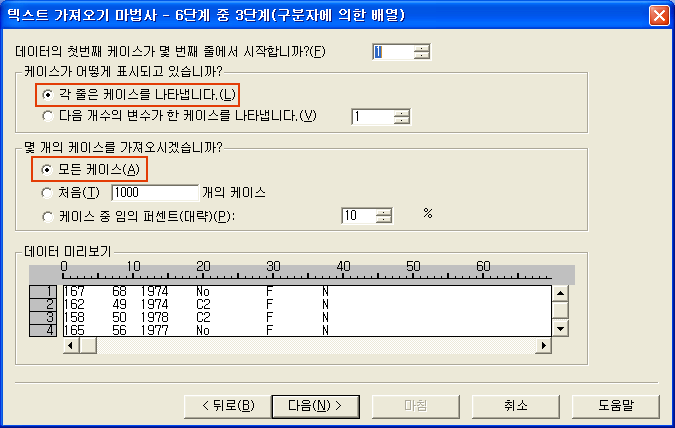 텍스트 가져오기 마법사 - 6단계 중 3단계(구분자에 의한 배열)
데이터의 첫번째 케이스가 몇 번째 줄에서 시작합니까?(F) 1
케이스가 어떻게 표시되고 있습니까?
각 줄은 케이스를 나타냅니다.(L)
다음 개수의 변수가 한 케이스를 나타냅니다.(V) 1
몇 개의 케이스를 가져오시겠습니까?
모든 케이스(A)
처음(T) 1000 개의 케이스
케이스 중 임의 퍼센트(대략)(P): 10 %
데이터 미리보기
0 10 20 30 40 50 60
1 167 68 1974 No F N
2 162 49 1974 C2 F N
3 158 50 1978 C2 F N
4 165 56 1977 No F N
< 뒤로(B) 다음(N) > 마침 취소 도움말